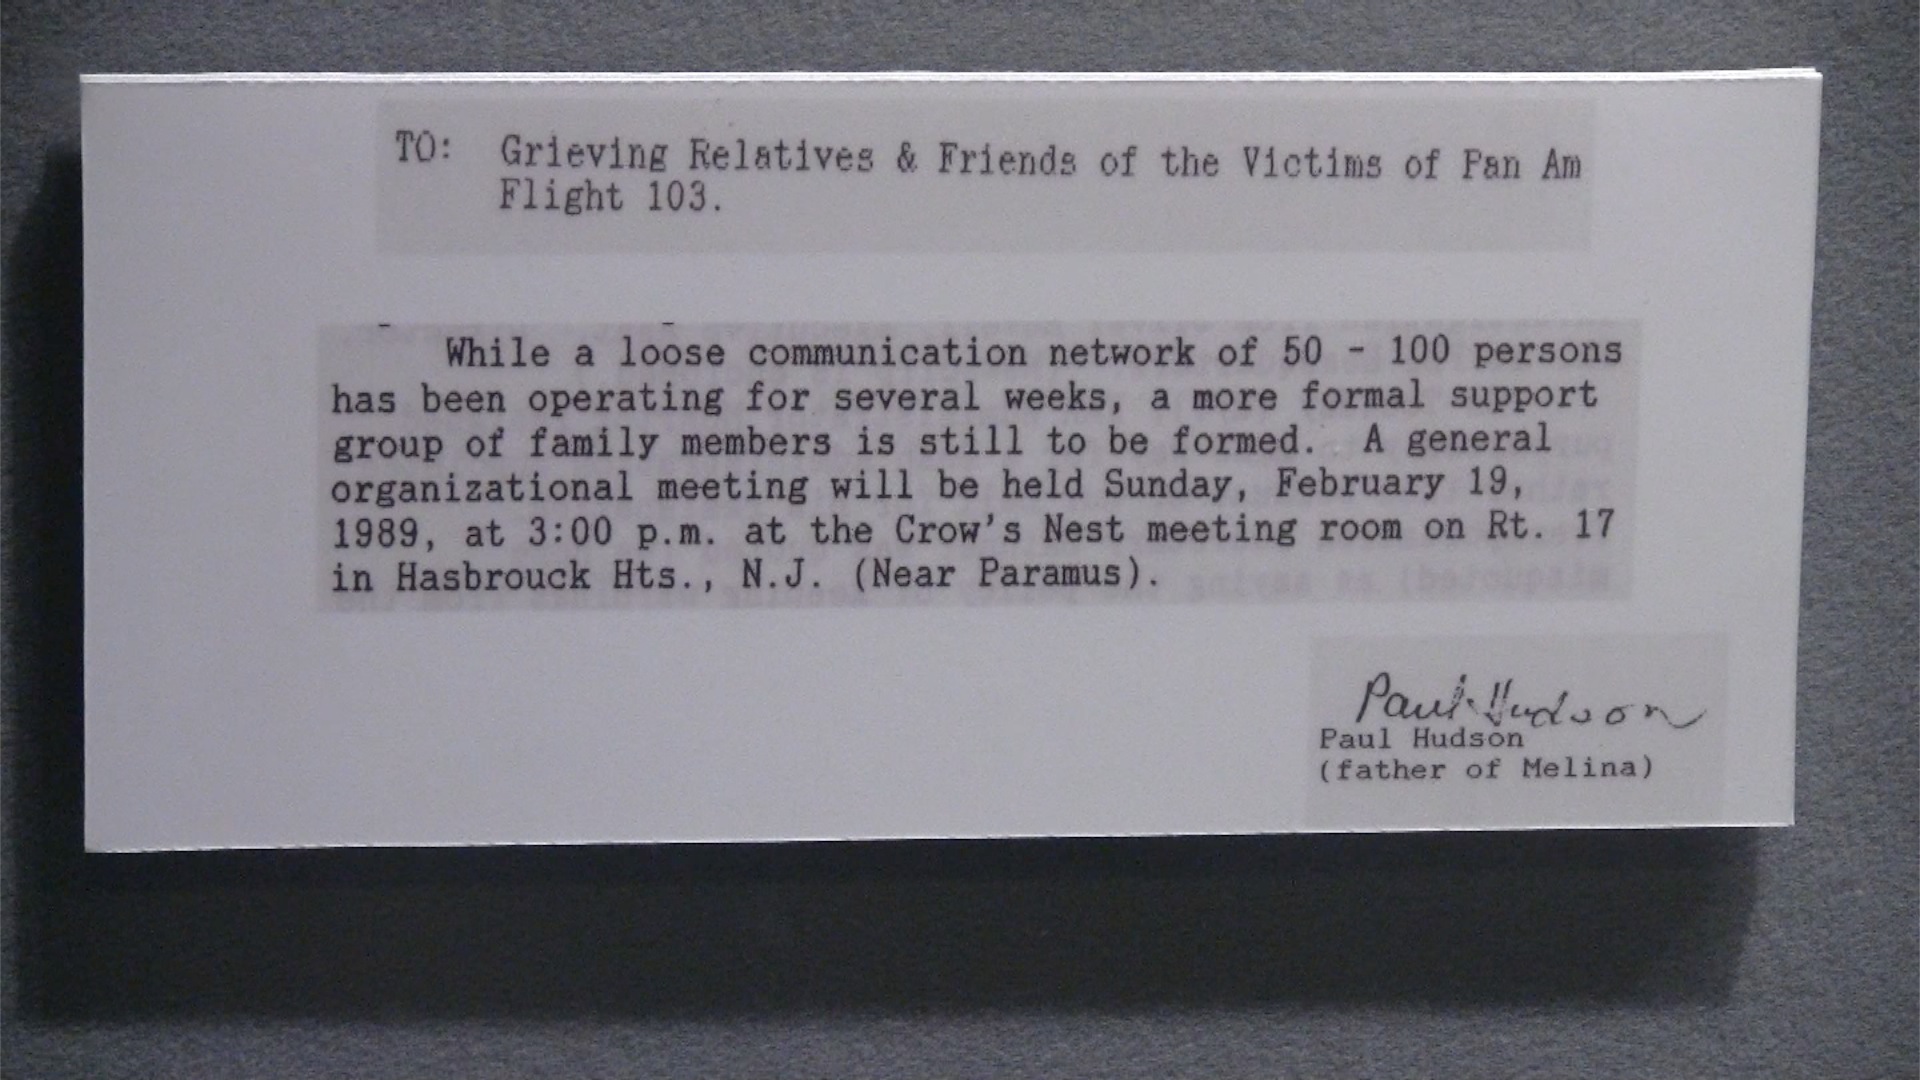 TO: Grieving Relatives & Friends of the Victims of Pan Am
Flight 103.
While a loose communication network of 50 - 100 persons
has been operating for several weeks, a more formal support
group of family members is still to be formed. A general
organizational meeting will be held Sunday, February 19,
1989, at 3:00 p.m. at the Crow's Nest meeting room on Rt. 17
in Hasbrouck Hts., N.J. (Near Paramus).
Paul Hudson
Paul Hudson
(father of Melina)